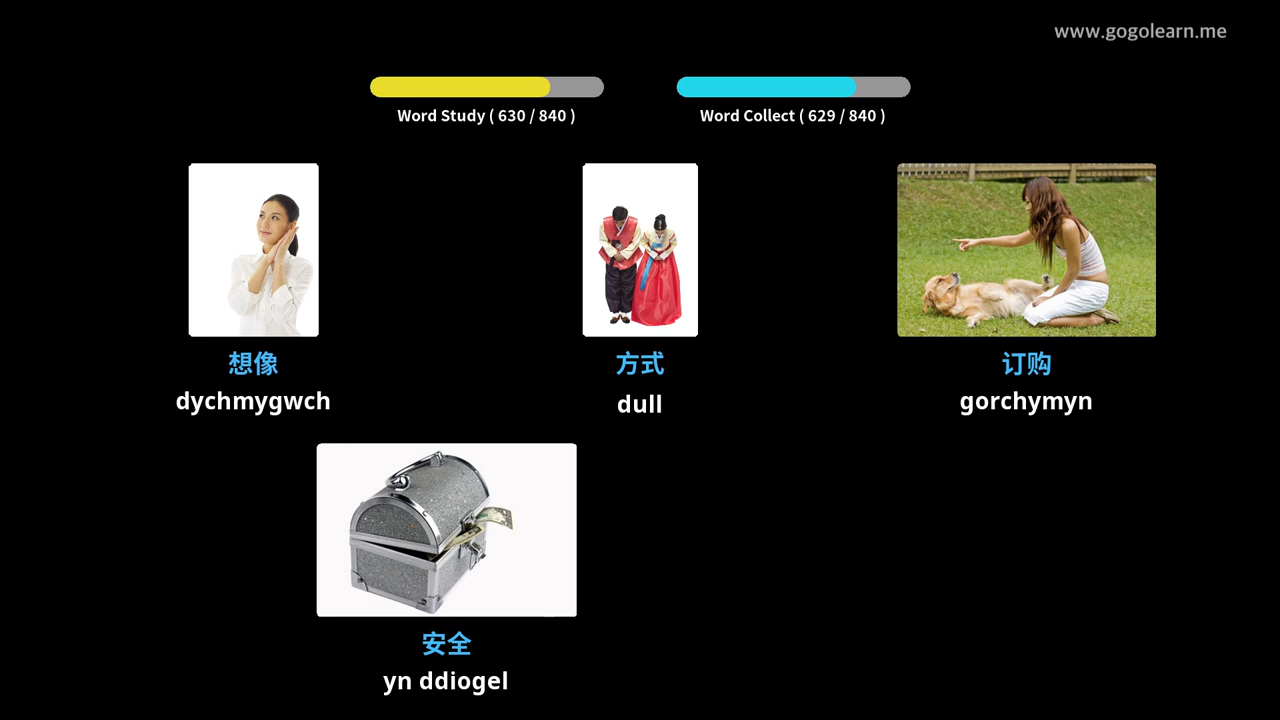 www.gogolearn.me
Word Study ( 630 / 840 )
Word Collect ( 629 / 840 )
想像
方式
订购
dychmygwch
dull
gorchymyn
安全
yn ddiogel